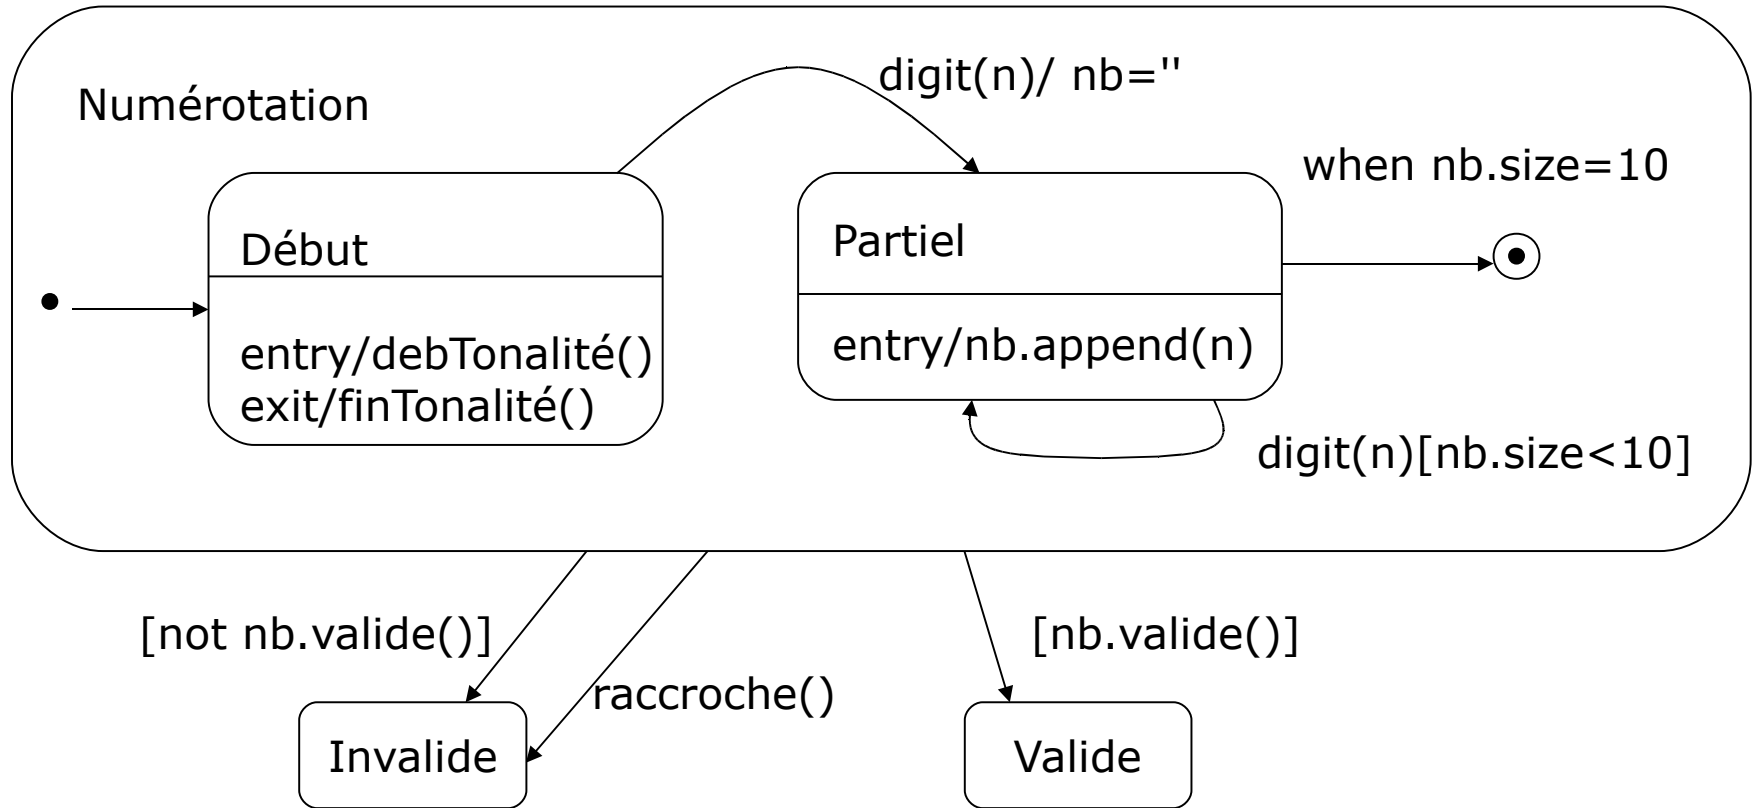 digit(n)/ nb=''
Numérotation
when nb.size=10
Début
Partiel
entry/debTonalité()
exit/finTonalité()
entry/nb.append(n)
digit(n)[nb.size<10]
[not nb.valide()]
[nb.valide()]
raccroche()
Invalide
Valide